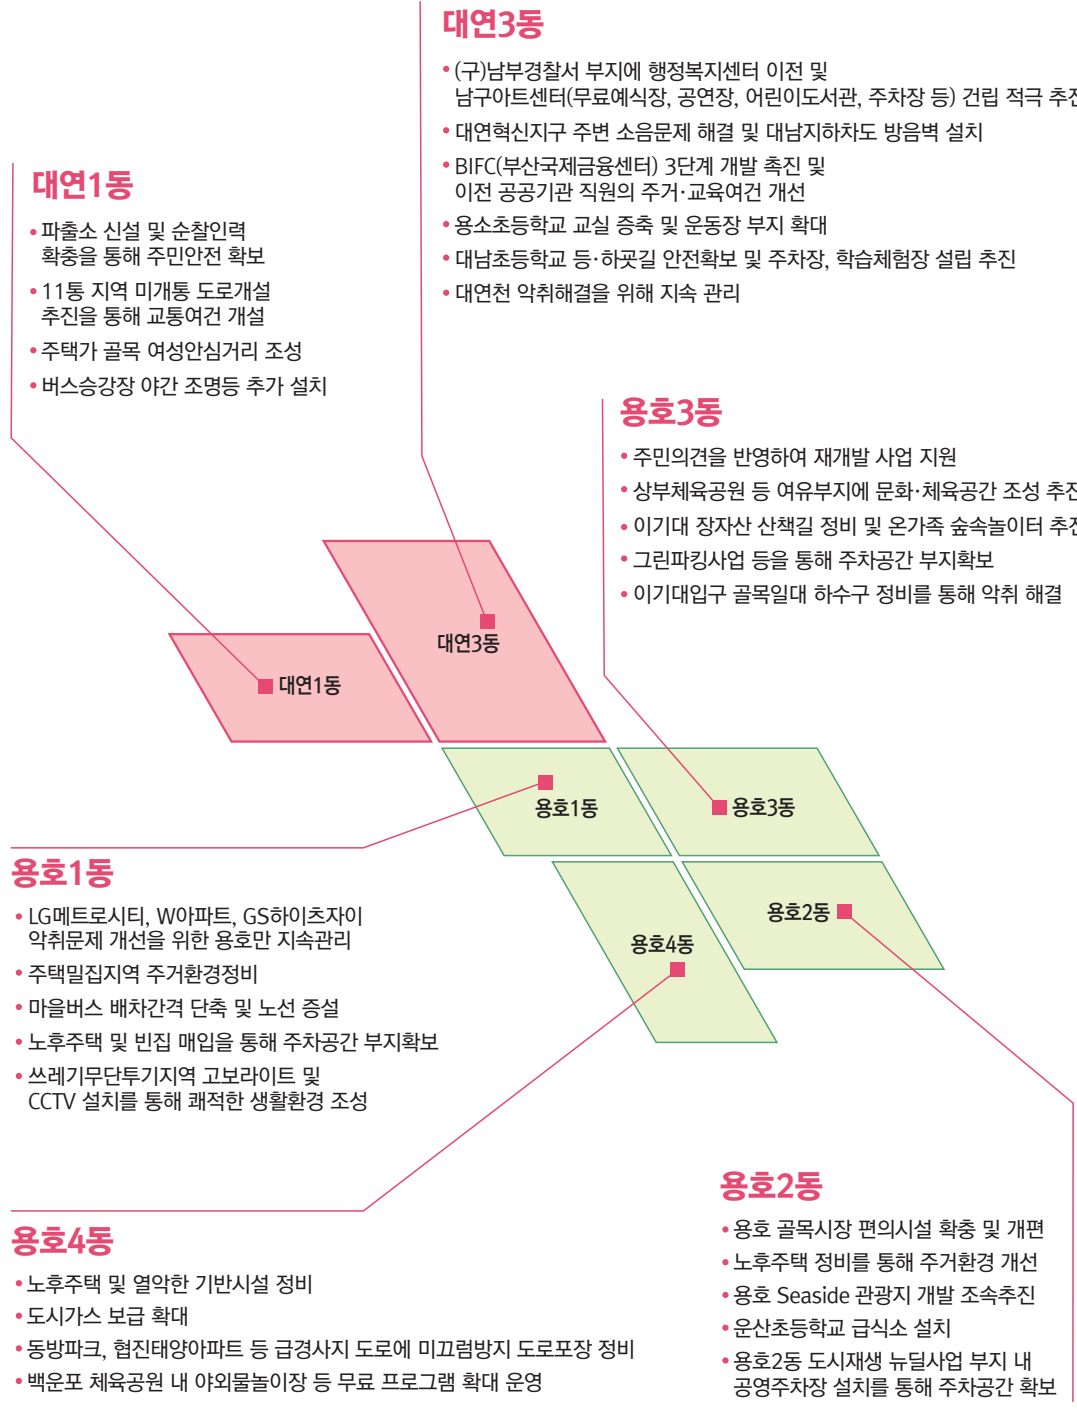 대연3동
• (구)남부경찰서 부지에 행정복지센터 이전 및
남구아트센터(무료예식장, 공연장, 어린이도서관, 주차장 등) 건립 적극 추진
• 대연혁신지구 주변 소음문제 해결 및 대남지하차도 방음벽 설치
• BIFC(부산국제금융센터) 3단계 개발 촉진 및
이전 공공기관 직원의 주거·교육여건 개선
• 용소초등학교 교실 증축 및 운동장 부지 확대
• 대남초등학교 등·하굣길 안전확보 및 주차장, 학습체험장 설립 추진
• 대연천 악취해결을 위해 지속 관리
대연1동
• 파출소 신설 및 순찰인력
확충을 통해 주민안전 확보
• 11통 지역 미개통 도로개설
추진을 통해 교통여건 개선
• 주택가 골목 여성안심거리 조성
• 버스승강장 야간 조명등 추가 설치
용호3동
• 주민의견을 반영하여 재개발 사업 지원
• 상부체육공원 등 여유부지에 문화·체육공간 조성 추진
• 이기대 장자산 산책길 정비 및 온가족 숲속놀이터 추진
• 그린파킹사업 등을 통해 주차공간 부지확보
• 이기대입구 골목일대 하수구 정비를 통해 악취 해결
대연3동
대연1동
용호1동
용호3동
용호2동
용호4동
용호1동
• LG메트로시티, W아파트, GS하이츠자이
악취문제 개선을 위한 용호만 지속관리
• 주택밀집지역 주거환경정비
• 마을버스 배차간격 단축 및 노선 증설
• 노후주택 및 빈집 매입을 통해 주차공간 부지확보
• 쓰레기무단투기지역 고보라이트 및
CCTV 설치를 통해 쾌적한 생활환경 조성
용호4동
• 노후주택 및 열악한 기반시설 정비
• 도시가스 보급 확대
• 동방파크, 협진태양아파트 등 급경사지 도로에 미끄럼방지 도로포장 정비
• 백운포 체육공원 내 야외물놀이장 등 무료 프로그램 확대 운영
용호2동
• 용호 골목시장 편의시설 확충 및 개편
• 노후주택 정비를 통해 주거환경 개선
• 용호 Seaside 관광지 개발 조속추진
• 운산초등학교 급식소 설치
• 용호2동 도시재생 뉴딜사업 부지 내
공영주차장 설치를 통해 주차공간 확보